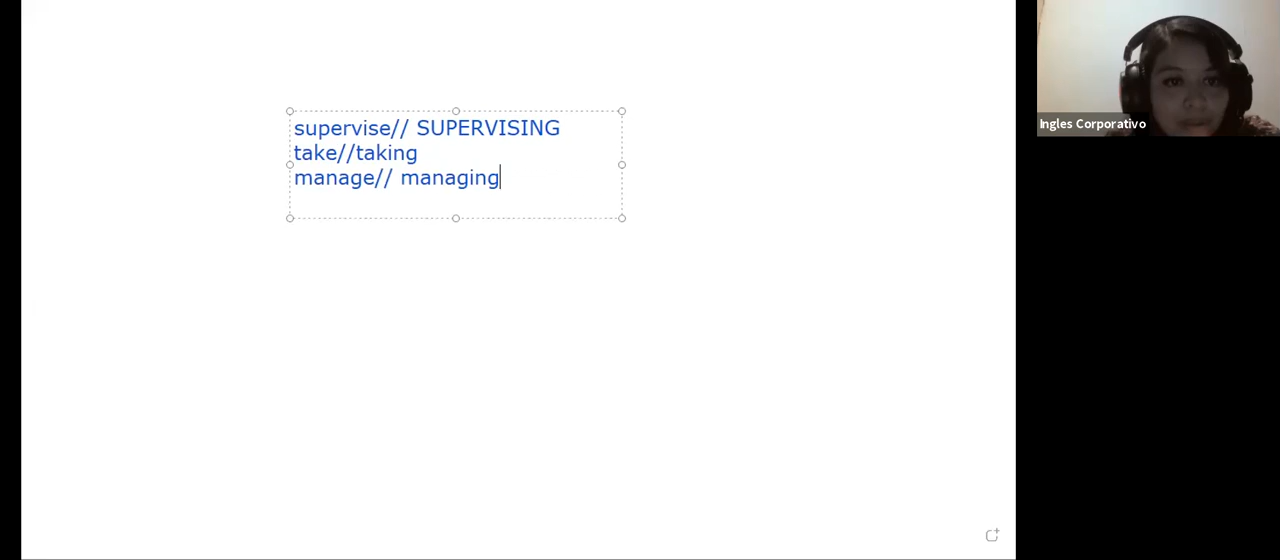 supervise// SUPERVISING
take//taking
manage// managing
Ingles Corporativo